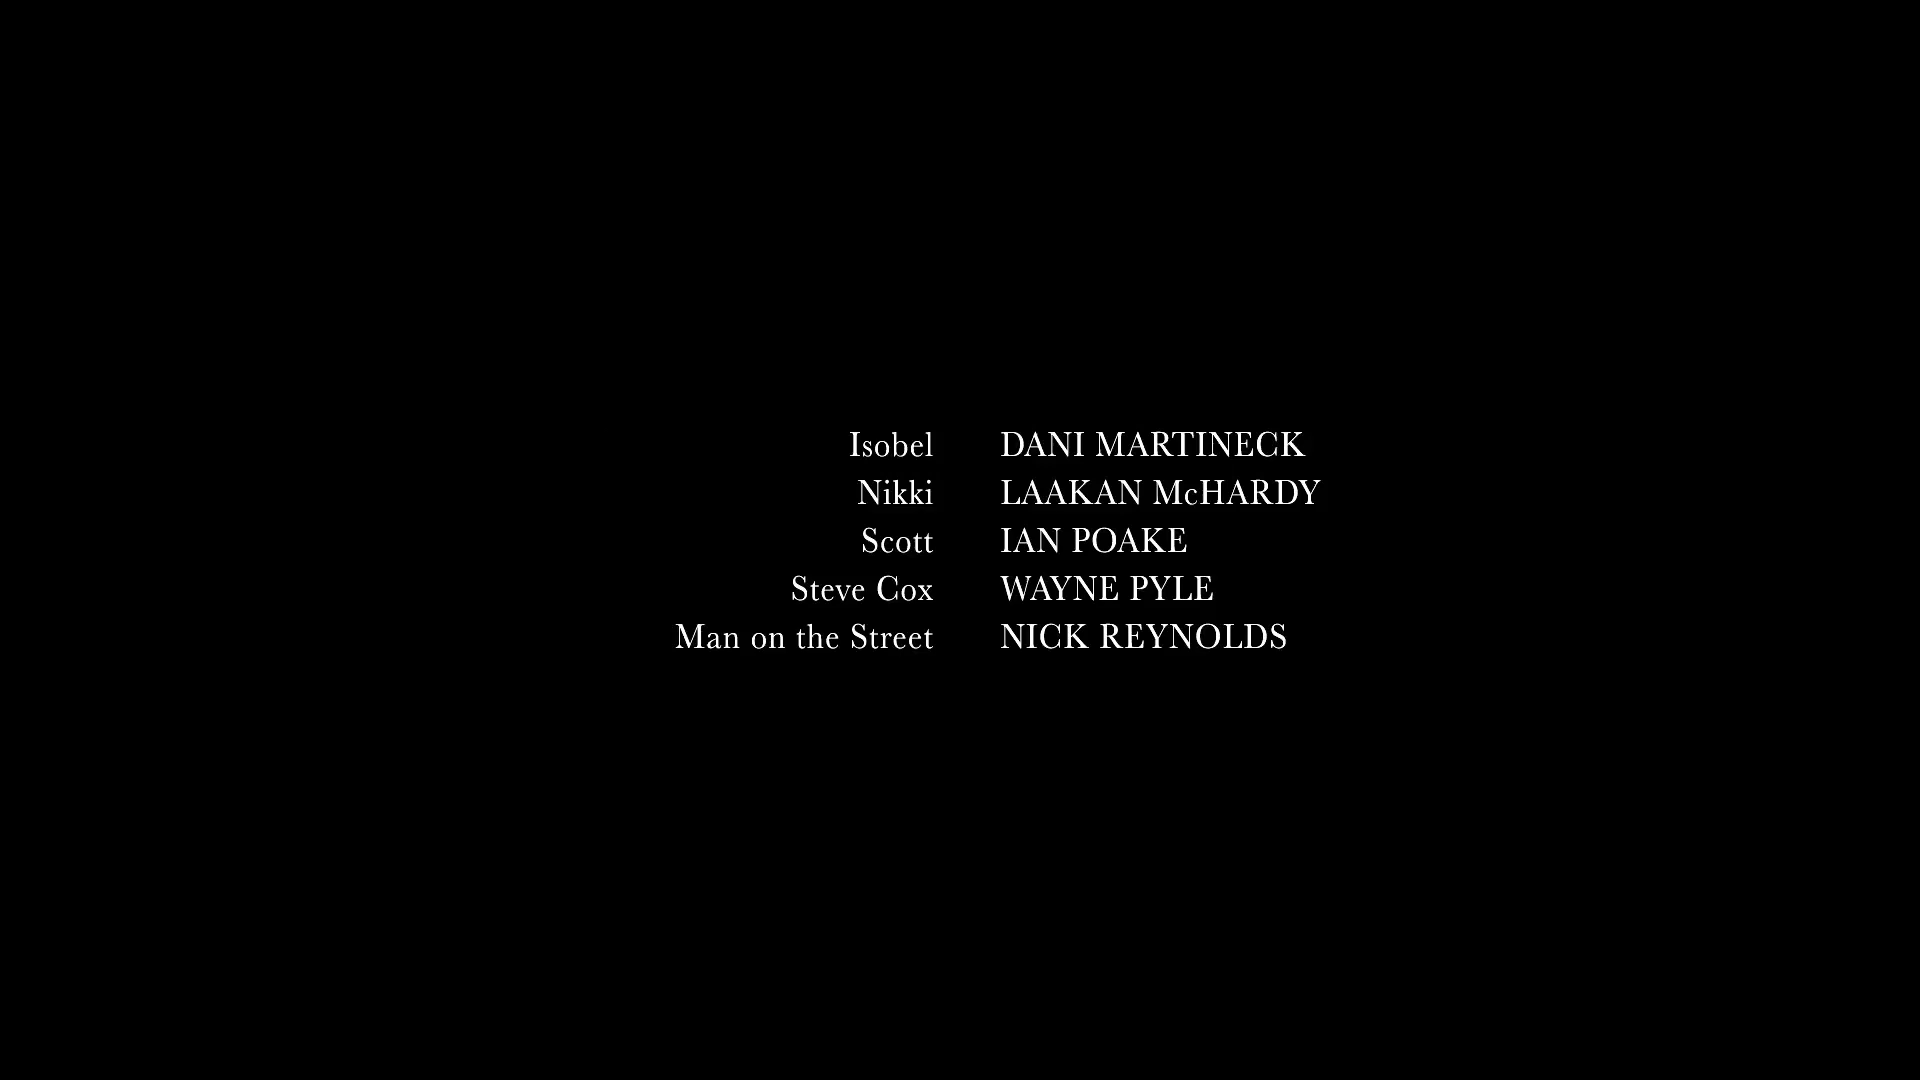 Isobel DANI MARTINECK
Nikki LAAKAN McHARDY
Scott IAN POAKE
Steve Cox WAYNE PYLE
Man on the Street NICK REYNOLDS